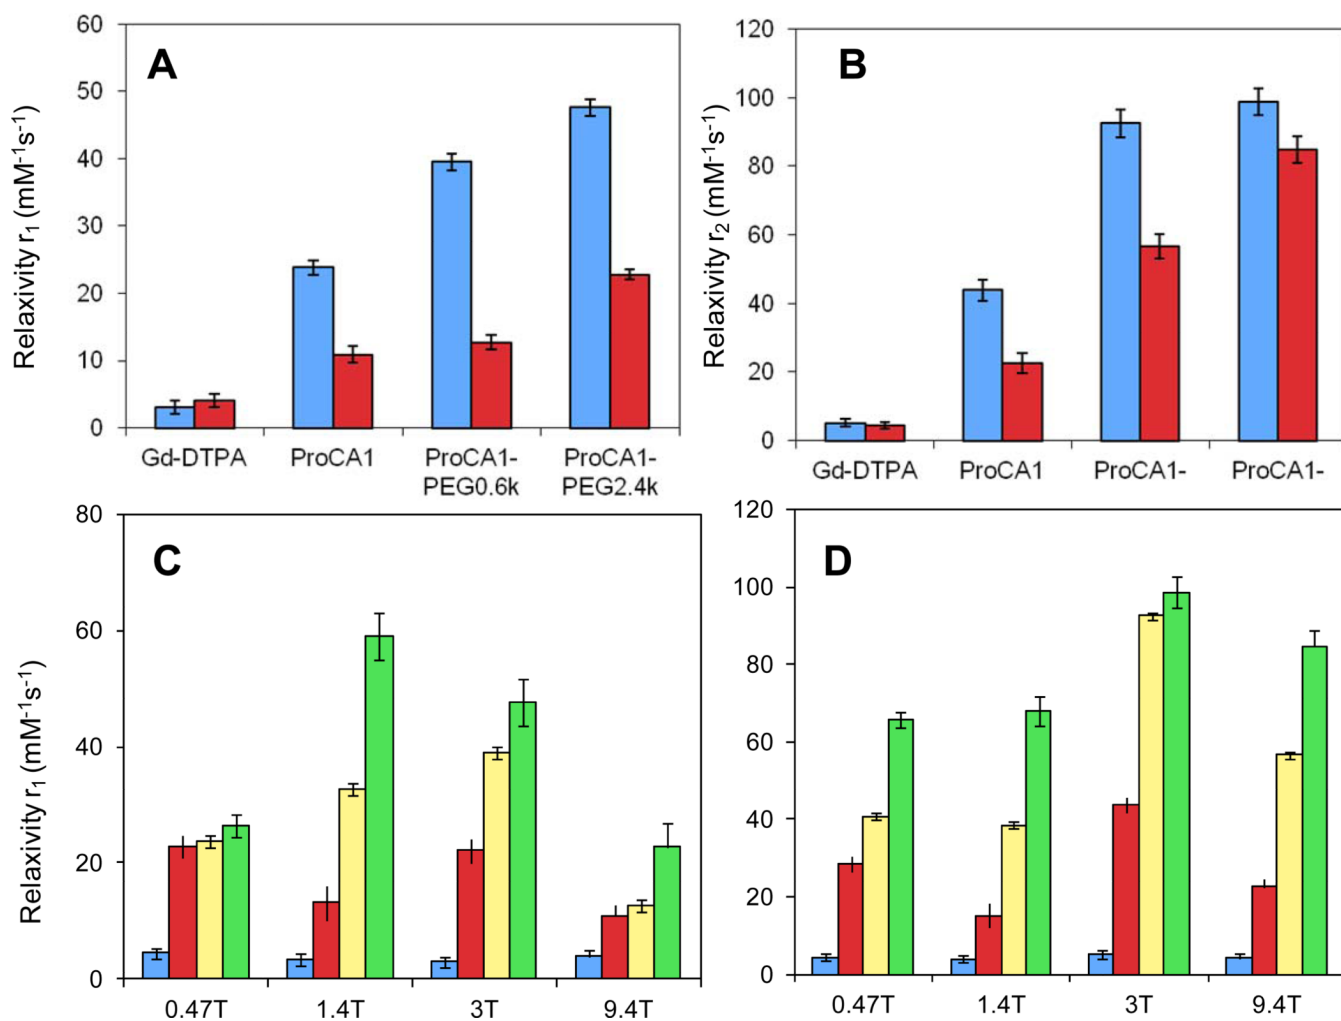 A
Relaxivity r₁ (mM⁻¹s⁻¹)
60
50
40
30
20
10
0
Gd-DTPA
ProCA1
ProCA1-
PEG0.6k
ProCA1-
PEG2.4k
B
Relaxivity r₂ (mM⁻¹s⁻¹)
120
100
80
60
40
20
0
Gd-DTPA
ProCA1
ProCA1-
ProCA1-
C
Relaxivity r₁ (mM⁻¹s⁻¹)
80
60
40
20
0
0.47T
1.4T
3T
9.4T
D
120
100
80
60
40
20
0
0.47T
1.4T
3T
9.4T